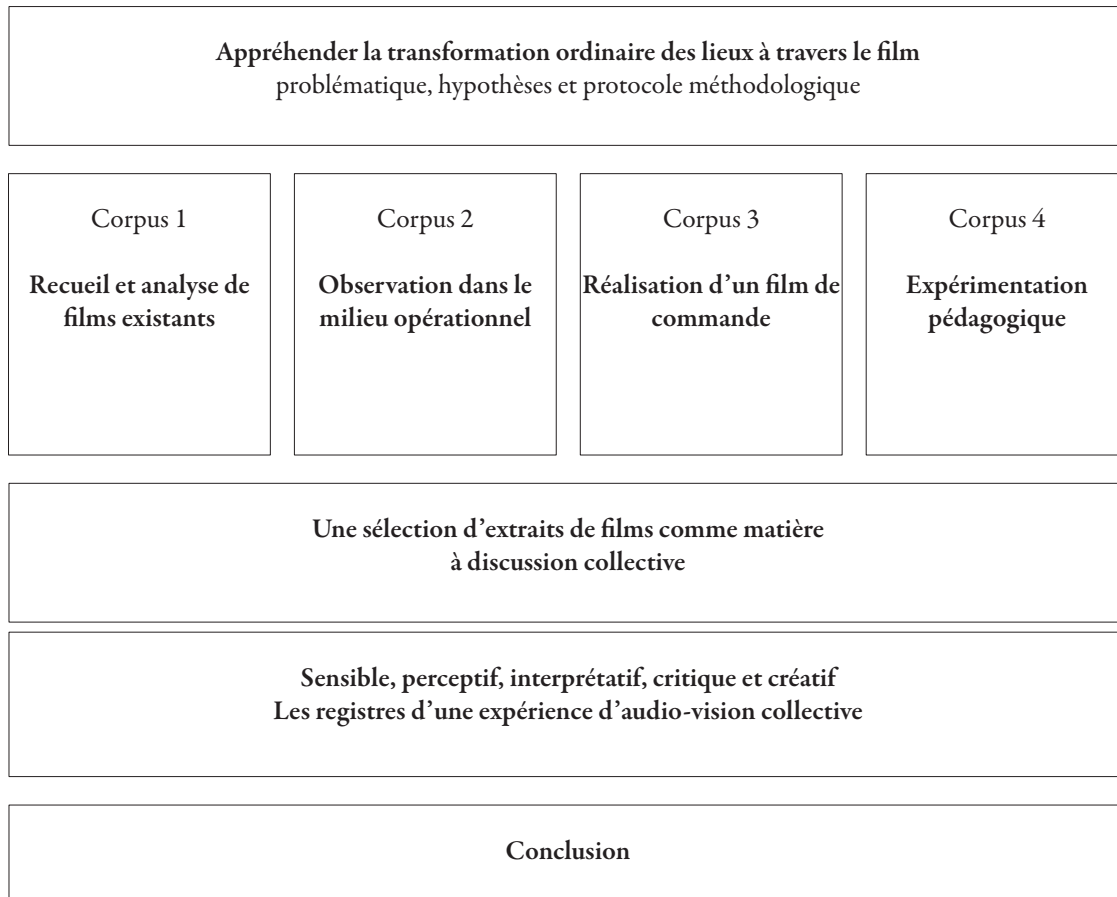 Appréhender la transformation ordinaire des lieux à travers le film
problématique, hypothèses et protocole méthodologique
Corpus 1
Recueil et analyse de
films existants
Corpus 2
Observation dans le
milieu opérationnel
Corpus 3
Réalisation d’un film de
commande
Corpus 4
Expérimentation
pédagogique
Une sélection d’extraits de films comme matière
à discussion collective
Sensible, perceptif, interprétatif, critique et créatif
Les registres d’une expérience d’audio-vision collective
Conclusion